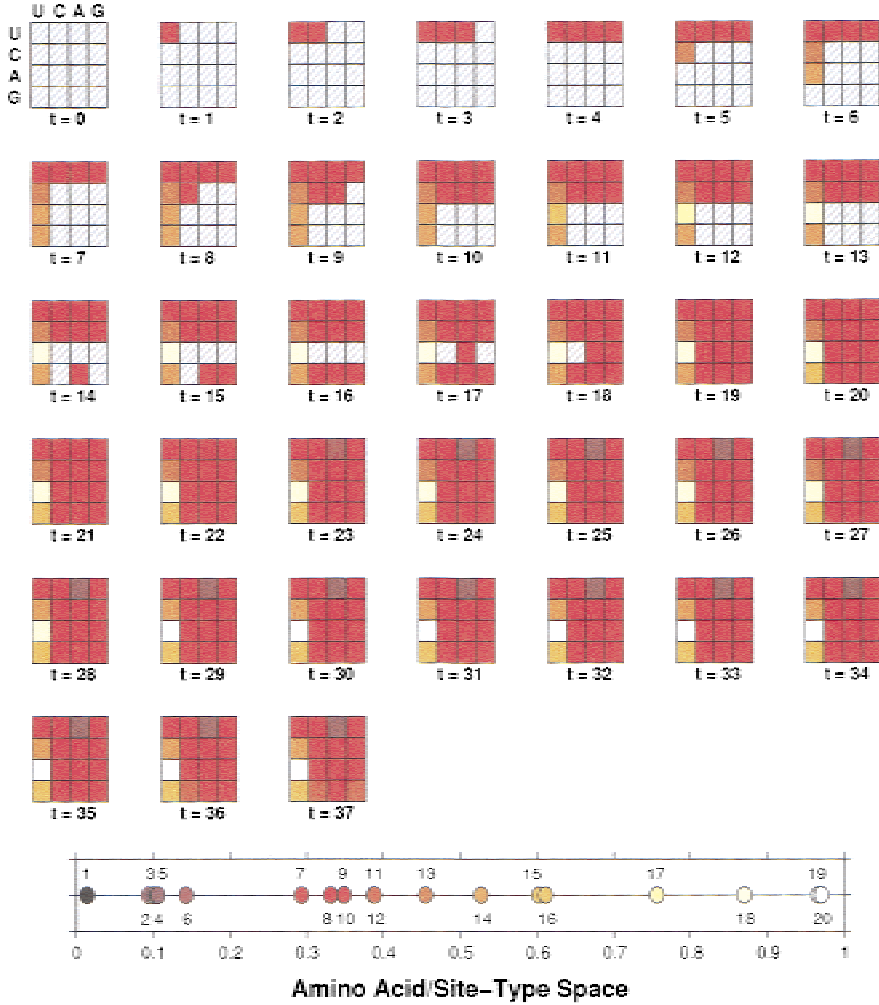 U C A G
U
C
A
G
t = 0 t = 1 t = 2 t = 3 t = 4 t = 5 t = 6
t = 7 t = 8 t = 9 t = 10 t = 11 t = 12 t = 13
t = 14 t = 15 t = 16 t = 17 t = 18 t = 19 t = 20
t = 21 t = 22 t = 23 t = 24 t = 25 t = 26 t = 27
t = 28 t = 29 t = 30 t = 31 t = 32 t = 33 t = 34
t = 35 t = 36 t = 37
1 3 5 7 9 11 13 15 17 19
2 4 6 8 10 12 14 16 18 20
0 0.1 0.2 0.3 0.4 0.5 0.6 0.7 0.8 0.9 1
Amino Acid/Site-Type Space